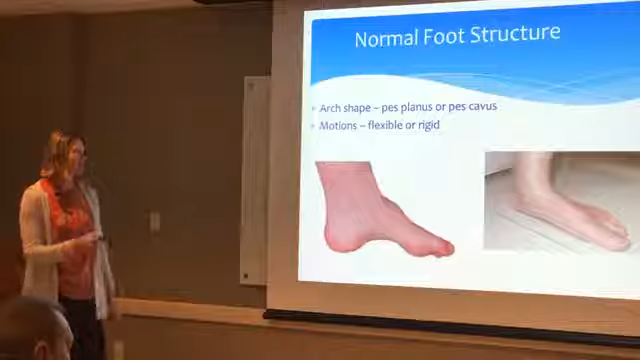 Normal Foot Structure
Arch shape – pes planus or pes cavus
Motions – flexible or rigid